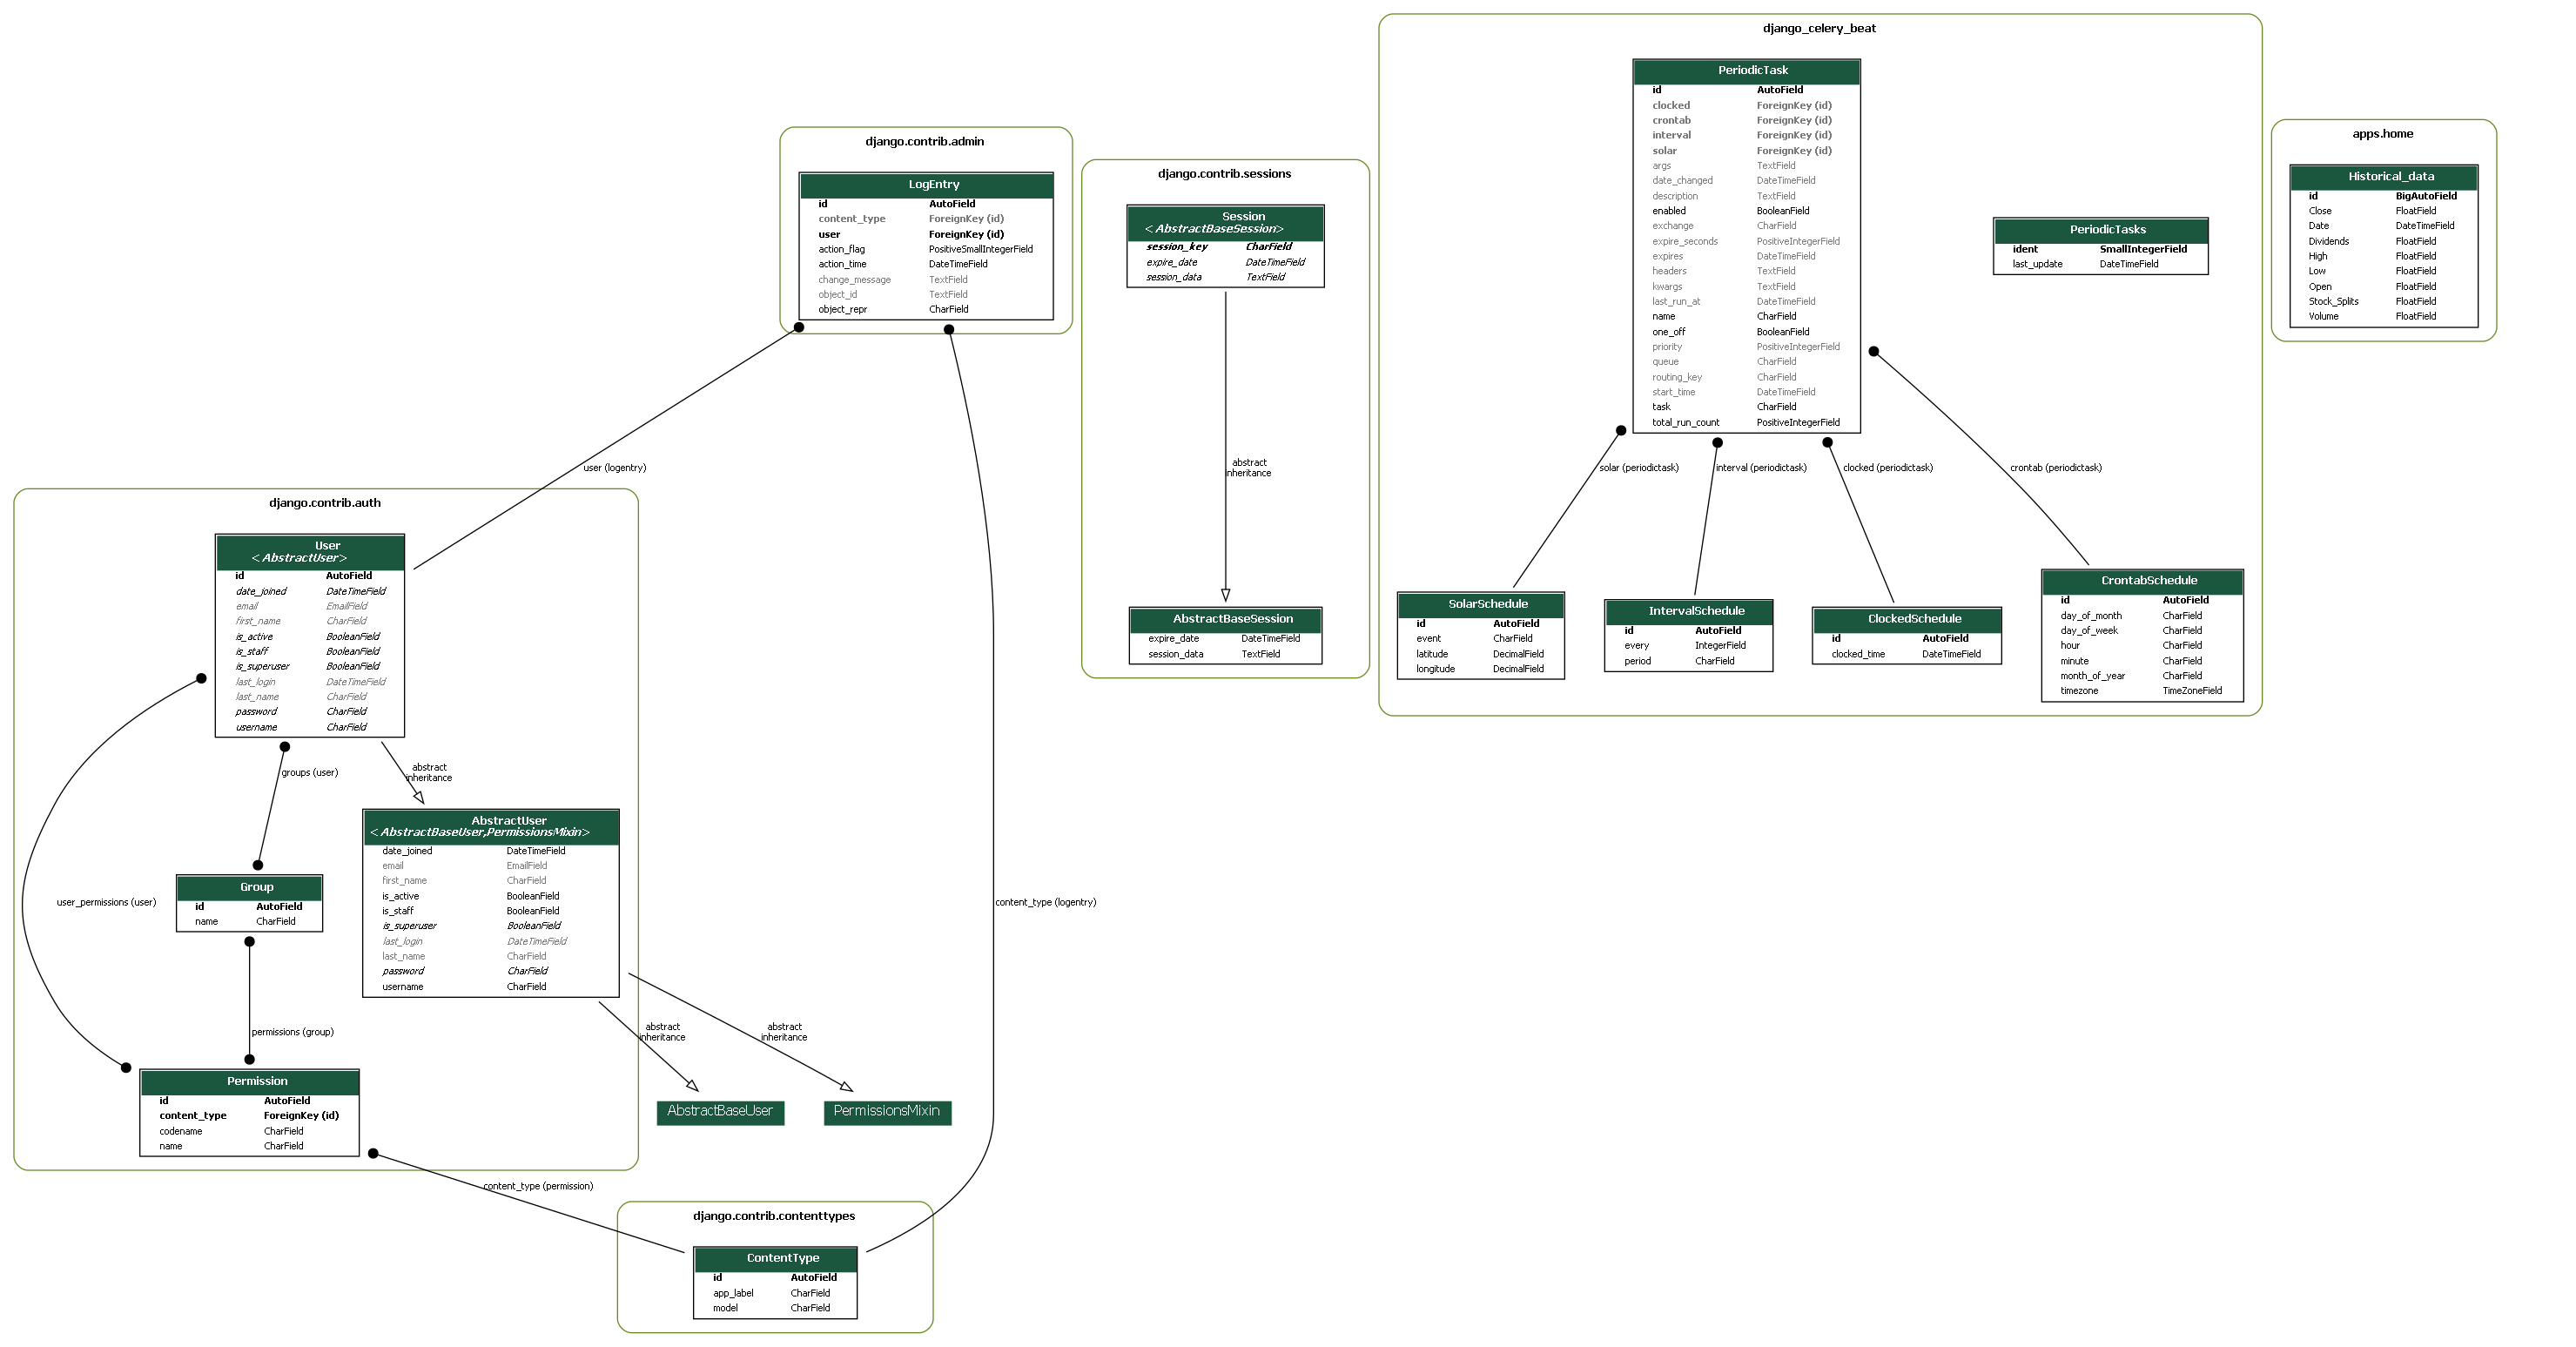 django_celery_beat
PeriodicTask
id AutoField
clocked ForeignKey (id)
crontab ForeignKey (id)
interval ForeignKey (id)
solar ForeignKey (id)
args TextField
date_changed DateTimeField
description TextField
enabled BooleanField
exchange CharField
expire_seconds PositiveIntegerField
expires DateTimeField
headers TextField
kwargs TextField
last_run_at DateTimeField
name CharField
one_off BooleanField
priority PositiveIntegerField
queue CharField
routing_key CharField
start_time DateTimeField
task CharField
total_run_count PositiveIntegerField
PeriodicTasks
ident SmallIntegerField
last_update DateTimeField
solar (periodictask)
interval (periodictask)
clocked (periodictask)
crontab (periodictask)
SolarSchedule
id AutoField
event CharField
latitude DecimalField
longitude DecimalField
IntervalSchedule
id AutoField
every IntegerField
period CharField
ClockedSchedule
id AutoField
clocked_time DateTimeField
CrontabSchedule
id AutoField
day_of_month CharField
day_of_week CharField
hour CharField
minute CharField
month_of_year CharField
timezone TimeZoneField
apps.home
Historical_data
id BigAutoField
Close FloatField
Date DateTimeField
Dividends FloatField
High FloatField
Low FloatField
Open FloatField
Stock_Splits FloatField
Volume FloatField
django.contrib.admin
LogEntry
id AutoField
content_type ForeignKey (id)
user ForeignKey (id)
action_flag PositiveSmallIntegerField
action_time DateTimeField
change_message TextField
object_id TextField
object_repr CharField
user (logentry)
content_type (logentry)
django.contrib.sessions
Session
<AbstractBaseSession>
session_key CharField
expire_date DateTimeField
session_data TextField
abstract
inheritance
AbstractBaseSession
expire_date DateTimeField
session_data TextField
django.contrib.auth
User
<AbstractUser>
id AutoField
date_joined DateTimeField
email EmailField
first_name CharField
is_active BooleanField
is_staff BooleanField
is_superuser BooleanField
last_login DateTimeField
last_name CharField
password CharField
username CharField
groups (user)
abstract
inheritance
AbstractUser
<AbstractBaseUser,PermissionsMixin>
date_joined DateTimeField
email EmailField
first_name CharField
is_active BooleanField
is_staff BooleanField
is_superuser BooleanField
last_login DateTimeField
last_name CharField
password CharField
username CharField
Group
id AutoField
name CharField
user_permissions (user)
permissions (group)
abstract
inheritance
abstract
inheritance
Permission
id AutoField
content_type ForeignKey (id)
codename CharField
name CharField
AbstractBaseUser
PermissionsMixin
content_type (permission)
django.contrib.contenttypes
ContentType
id AutoField
app_label CharField
model CharField